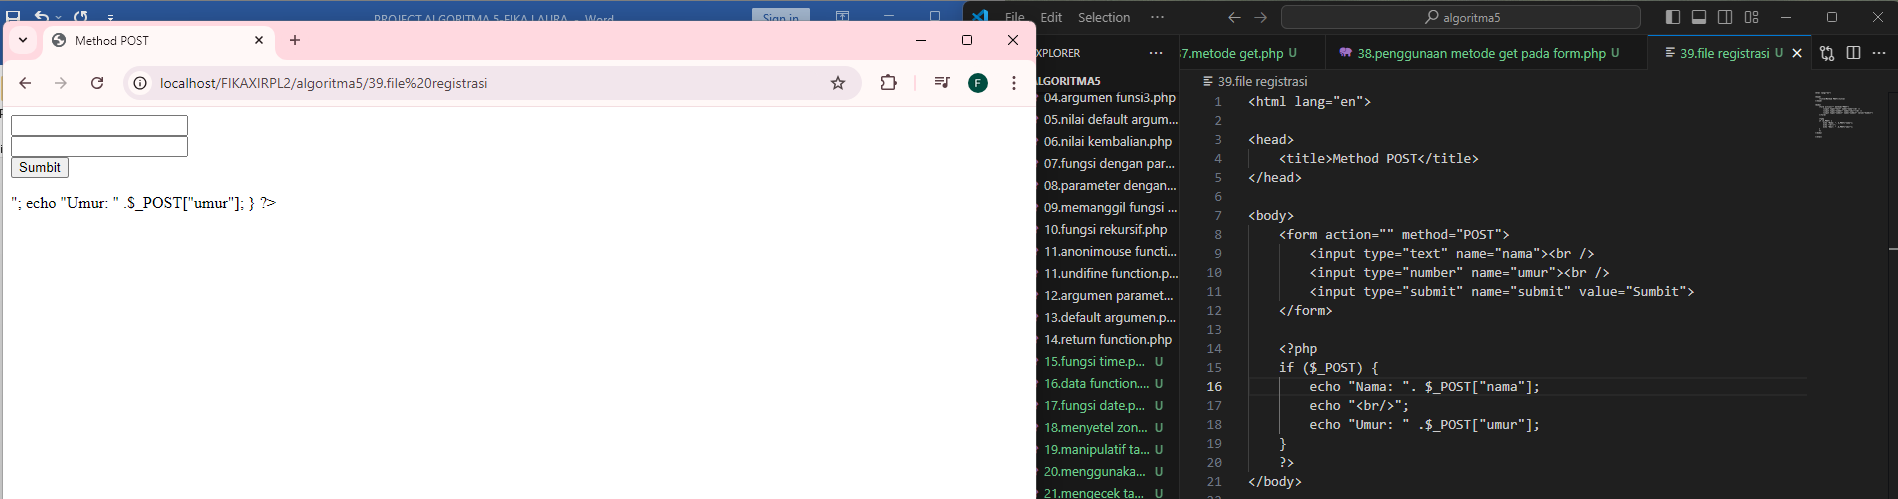 PROJECT ALGORITMA 5-FIKA LAURA - Word
Sign in
Method POST
localhost/FIKAXIRPL2/algoritma5/39.file%20registrasi
F
Sumbit
"; echo "Umur: " .$_POST["umur"]; } ?>
File Edit Selection ...
algoritma5
EXPLORER ...
7.metode get.php U
38.penggunaan metode get pada form.php U
39.file registrasi U
ALGORITMA5
39.file registrasi
04.argumen funsi3.php
05.nilai default argum...
06.nilai kembalian.php
07.fungsi dengan par...
08.parameter dengan...
09.memanggil fungsi ...
10.fungsi rekursif.php
11.anonimouse functi...
11.undifine function.p...
12.argumen paramet...
13.default argumen.p...
14.return function.php
15.fungsi time.p... U
16.data function.... U
17.fungsi date.p... U
18.menyetel zon... U
19.manipulatif ta... U
20.menggunaka... U
21.mengecek ta... U
1 <html lang="en">
2
3 <head>
4 <title>Method POST</title>
5 </head>
6
7 <body>
8 <form action="" method="POST">
9 <input type="text" name="nama"><br />
10 <input type="number" name="umur"><br />
11 <input type="submit" name="submit" value="Sumbit">
12 </form>
13
14 <?php
15 if ($_POST) {
16 echo "Nama: ". $_POST["nama"];
17 echo "<br/>";
18 echo "Umur: " .$_POST["umur"];
19 }
20 ?>
21 </body>